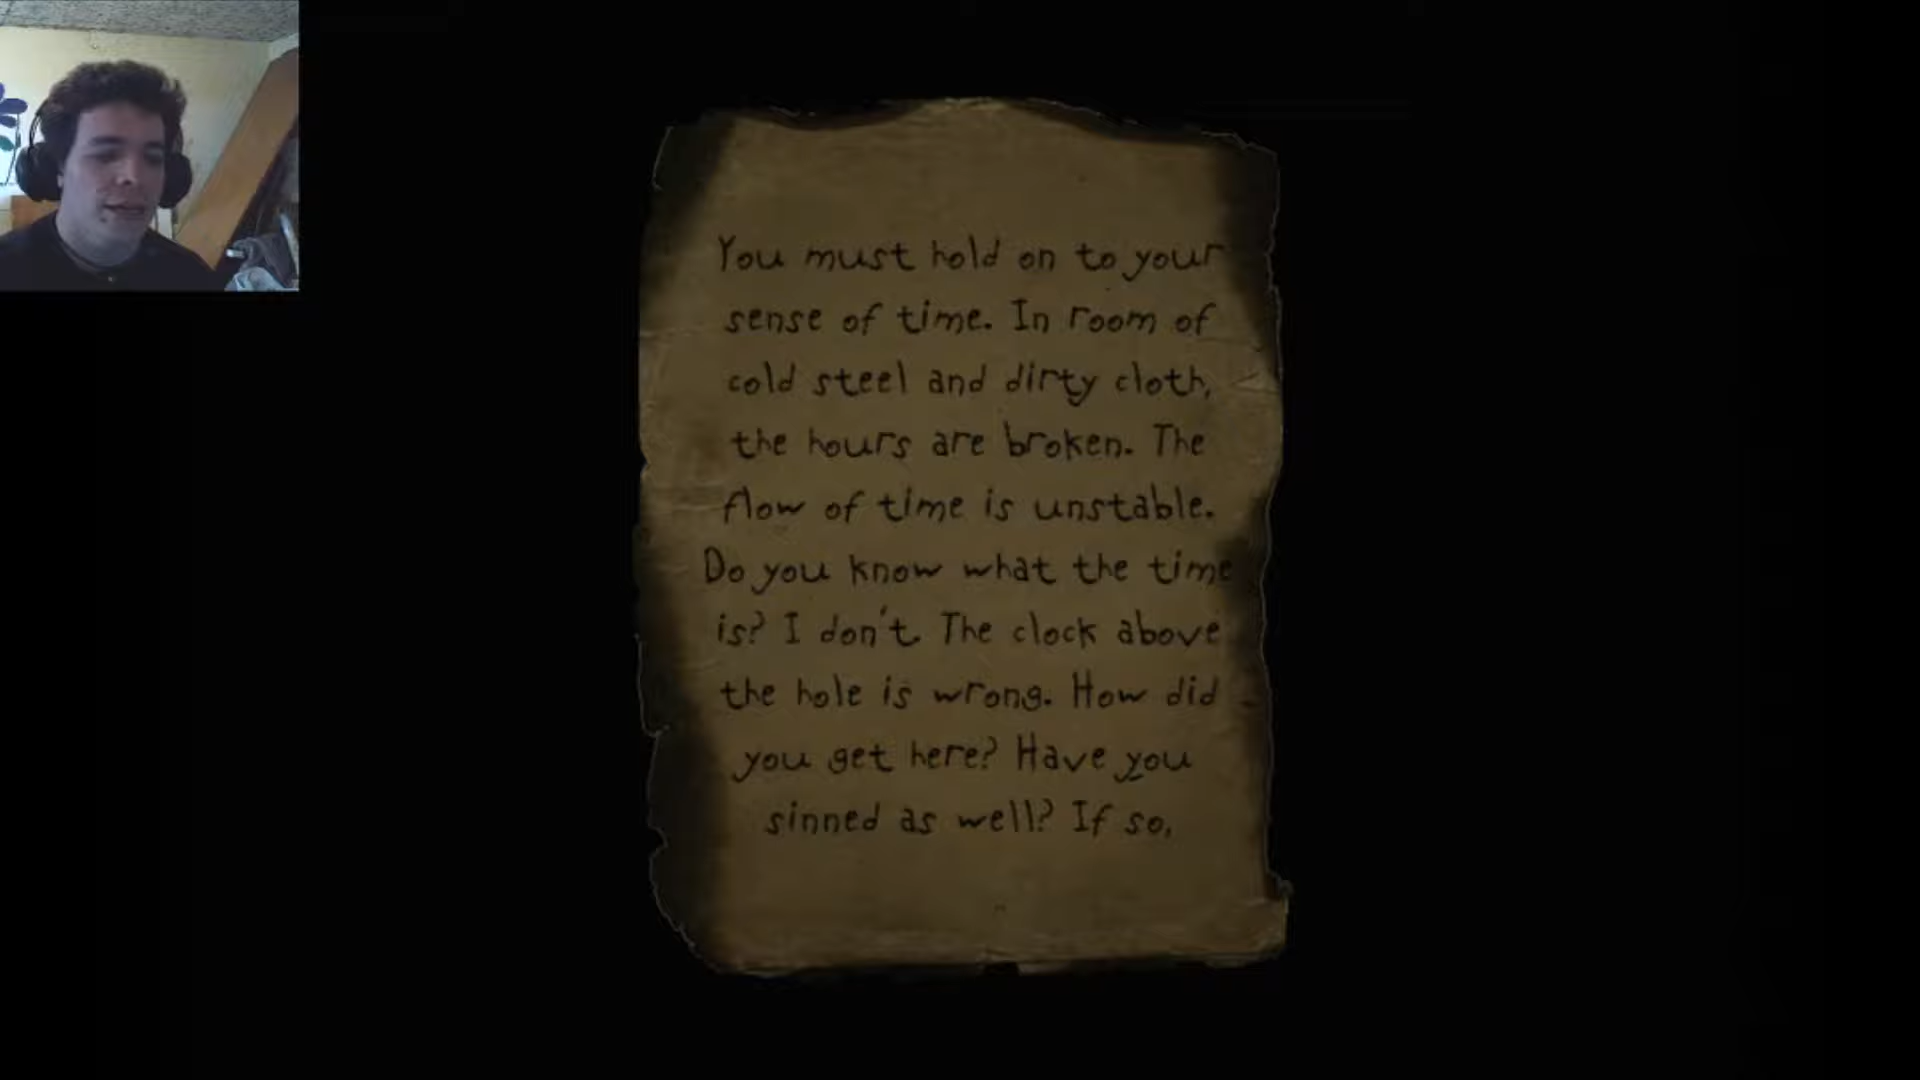 You must hold on to your
sense of time. In room of
cold steel and dirty cloth,
the hours are broken. The
flow of time is unstable.
Do you know what the time
is? I don't. The clock above
the hole is wrong. How did
you get here? Have you
sinned as well? If so,